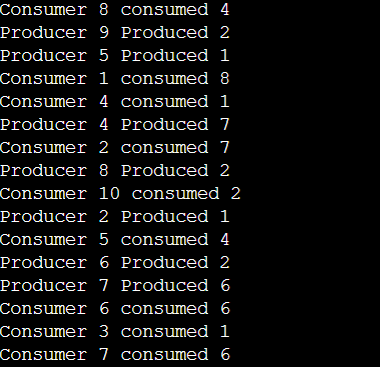 Consumer 8 consumed 4
Producer 9 Produced 2
Producer 5 Produced 1
Consumer 1 consumed 8
Consumer 4 consumed 1
Producer 4 Produced 7
Consumer 2 consumed 7
Producer 8 Produced 2
Consumer 10 consumed 2
Producer 2 Produced 1
Consumer 5 consumed 4
Producer 6 Produced 2
Producer 7 Produced 6
Consumer 6 consumed 6
Consumer 3 consumed 1
Consumer 7 consumed 6